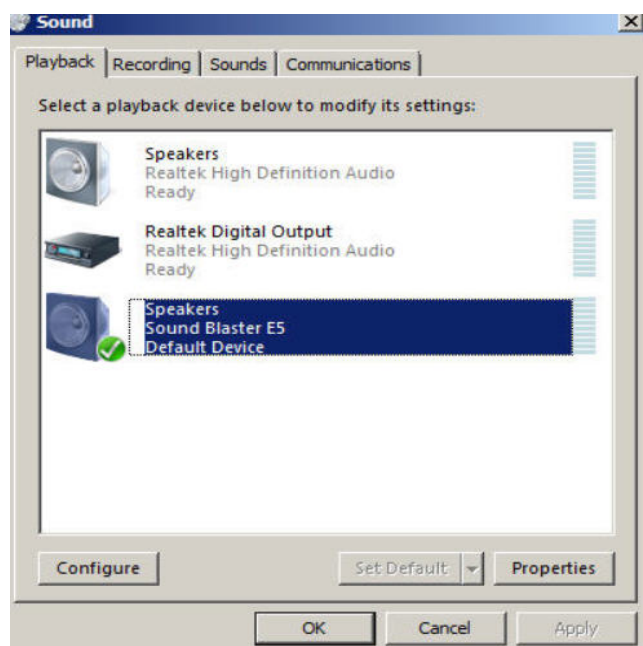 Sound
Playback Recording Sounds Communications
Select a playback device below to modify its settings:
Speakers
Realtek High Definition Audio
Ready
Realtek Digital Output
Realtek High Definition Audio
Ready
Speakers
Sound Blaster E5
Default Device
Configure Set Default Properties
OK Cancel Apply